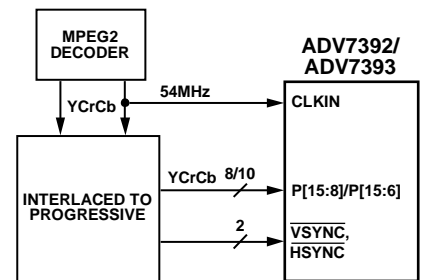 MPEG2
DECODER
ADV7392/
ADV7393
YCrCb
54MHz
CLKIN
YCrCb
8/10
P[15:8]/P[15:6]
INTERLACED TO
PROGRESSIVE
2
VSYNC,
HSYNC